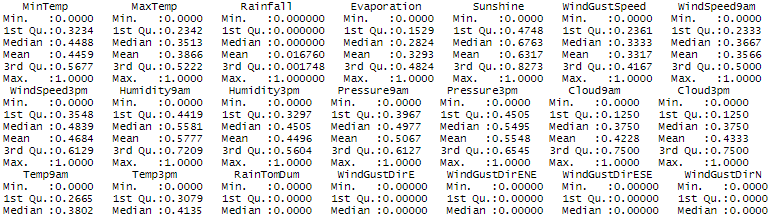 MinTemp MaxTemp Rainfall Evaporation Sunshine WindGustSpeed WindSpeed9am
Min. :0.0000 Min. :0.0000 Min. :0.000000 Min. :0.0000 Min. :0.0000 Min. :0.0000 Min. :0.0000
1st Qu.:0.3234 1st Qu.:0.2342 1st Qu.:0.000000 1st Qu.:0.1529 1st Qu.:0.4748 1st Qu.:0.2361 1st Qu.:0.2333
Median :0.4488 Median :0.3513 Median :0.000000 Median :0.2824 Median :0.6763 Median :0.3333 Median :0.3667
Mean :0.4459 Mean :0.3866 Mean :0.016760 Mean :0.3293 Mean :0.6317 Mean :0.3317 Mean :0.3566
3rd Qu.:0.5677 3rd Qu.:0.5222 3rd Qu.:0.001748 3rd Qu.:0.4824 3rd Qu.:0.8273 3rd Qu.:0.4167 3rd Qu.:0.5000
Max. :1.0000 Max. :1.0000 Max. :1.000000 Max. :1.0000 Max. :1.0000 Max. :1.0000 Max. :1.0000
WindSpeed3pm Humidity9am Humidity3pm Pressure9am Pressure3pm Cloud9am Cloud3pm
Min. :0.0000 Min. :0.0000 Min. :0.0000 Min. :0.0000 Min. :0.0000 Min. :0.0000 Min. :0.0000
1st Qu.:0.3548 1st Qu.:0.4419 1st Qu.:0.3297 1st Qu.:0.3967 1st Qu.:0.4505 1st Qu.:0.1250 1st Qu.:0.1250
Median :0.4839 Median :0.5581 Median :0.4505 Median :0.4977 Median :0.5495 Median :0.3750 Median :0.3750
Mean :0.4684 Mean :0.5777 Mean :0.4496 Mean :0.5067 Mean :0.5548 Mean :0.4228 Mean :0.4333
3rd Qu.:0.6129 3rd Qu.:0.7209 3rd Qu.:0.5604 3rd Qu.:0.6127 3rd Qu.:0.6545 3rd Qu.:0.7500 3rd Qu.:0.7500
Max. :1.0000 Max. :1.0000 Max. :1.0000 Max. :1.0000 Max. :1.0000 Max. :1.0000 Max. :1.0000
Temp9am Temp3pm RainTomDum WindGustDirE WindGustDirENE WindGustDirESE WindGustDirN
Min. :0.0000 Min. :0.0000 Min. :0.0000 Min. :0.00000 Min. :0.00000 Min. :0.00000 Min. :0.0000
1st Qu.:0.2665 1st Qu.:0.3079 1st Qu.:0.0000 1st Qu.:0.00000 1st Qu.:0.00000 1st Qu.:0.00000 1st Qu.:0.0000
Median :0.3802 Median :0.4135 Median :0.0000 Median :0.00000 Median :0.00000 Median :0.00000 Median :0.0000